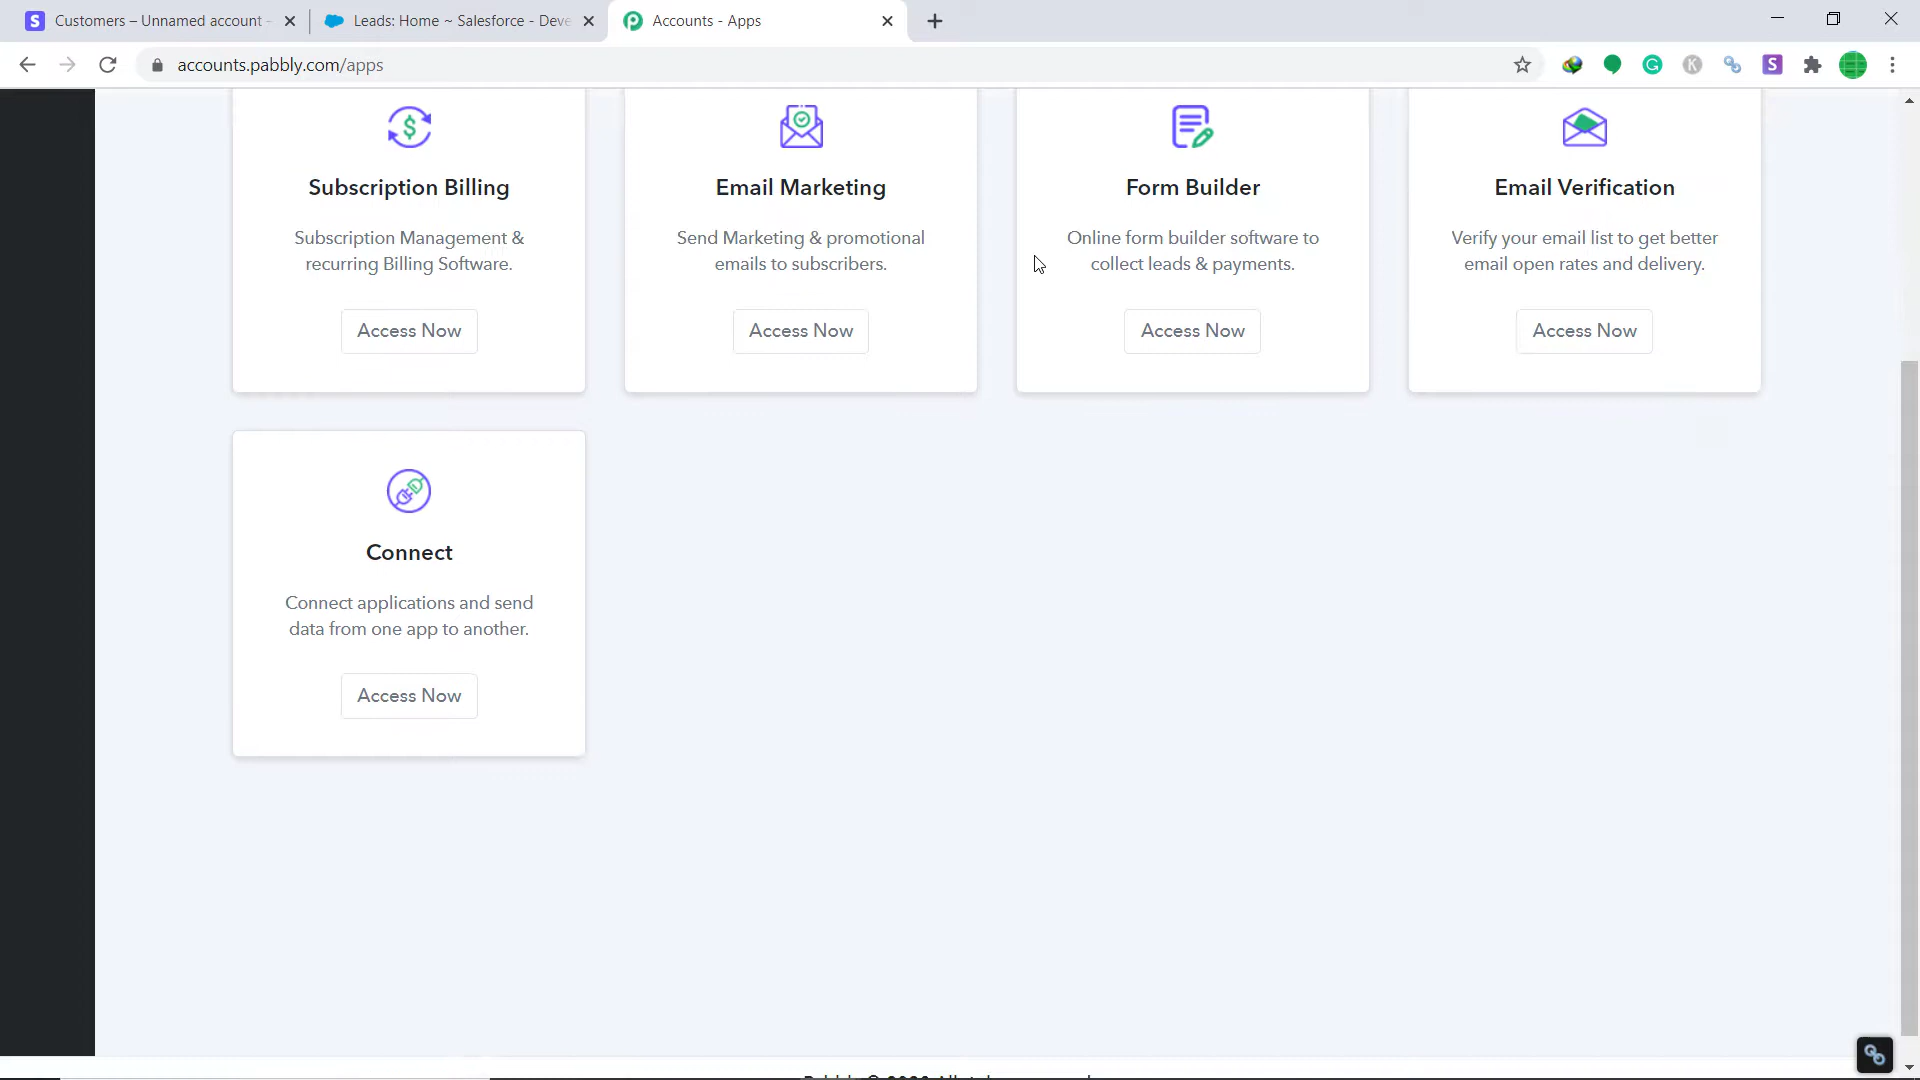 Customers – Unnamed account -
Leads: Home ~ Salesforce - Deve
Accounts - Apps
accounts.pabbly.com/apps
Subscription Billing
Subscription Management &
recurring Billing Software.
Access Now
Email Marketing
Send Marketing & promotional
emails to subscribers.
Access Now
Form Builder
Online form builder software to
collect leads & payments.
Access Now
Email Verification
Verify your email list to get better
email open rates and delivery.
Access Now
Connect
Connect applications and send
data from one app to another.
Access Now